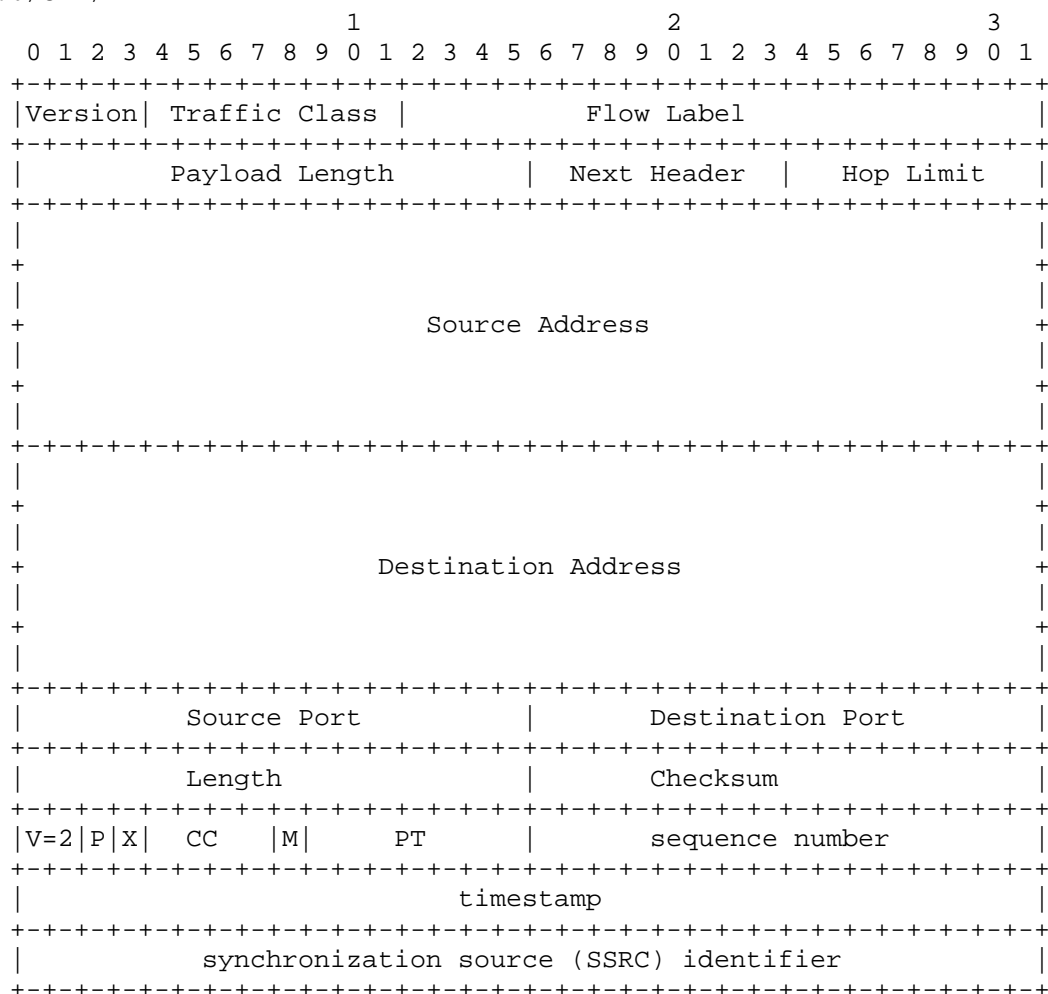 1 2 3
0 1 2 3 4 5 6 7 8 9 0 1 2 3 4 5 6 7 8 9 0 1 2 3 4 5 6 7 8 9 0 1
+-+-+-+-+-+-+-+-+-+-+-+-+-+-+-+-+-+-+-+-+-+-+-+-+-+-+-+-+-+-+-+-+
|Version| Traffic Class | Flow Label |
+-+-+-+-+-+-+-+-+-+-+-+-+-+-+-+-+-+-+-+-+-+-+-+-+-+-+-+-+-+-+-+-+
| Payload Length | Next Header | Hop Limit |
+-+-+-+-+-+-+-+-+-+-+-+-+-+-+-+-+-+-+-+-+-+-+-+-+-+-+-+-+-+-+-+-+
| |
+ +
| |
+ Source Address +
| |
+ +
| |
+-+-+-+-+-+-+-+-+-+-+-+-+-+-+-+-+-+-+-+-+-+-+-+-+-+-+-+-+-+-+-+-+
| |
+ +
| |
+ Destination Address +
| |
+ +
| |
+-+-+-+-+-+-+-+-+-+-+-+-+-+-+-+-+-+-+-+-+-+-+-+-+-+-+-+-+-+-+-+-+
| Source Port | Destination Port |
+-+-+-+-+-+-+-+-+-+-+-+-+-+-+-+-+-+-+-+-+-+-+-+-+-+-+-+-+-+-+-+-+
| Length | Checksum |
+-+-+-+-+-+-+-+-+-+-+-+-+-+-+-+-+-+-+-+-+-+-+-+-+-+-+-+-+-+-+-+-+
|V=2|P|X| CC |M| PT | sequence number |
+-+-+-+-+-+-+-+-+-+-+-+-+-+-+-+-+-+-+-+-+-+-+-+-+-+-+-+-+-+-+-+-+
| timestamp |
+-+-+-+-+-+-+-+-+-+-+-+-+-+-+-+-+-+-+-+-+-+-+-+-+-+-+-+-+-+-+-+-+
| synchronization source (SSRC) identifier |
+-+-+-+-+-+-+-+-+-+-+-+-+-+-+-+-+-+-+-+-+-+-+-+-+-+-+-+-+-+-+-+-+